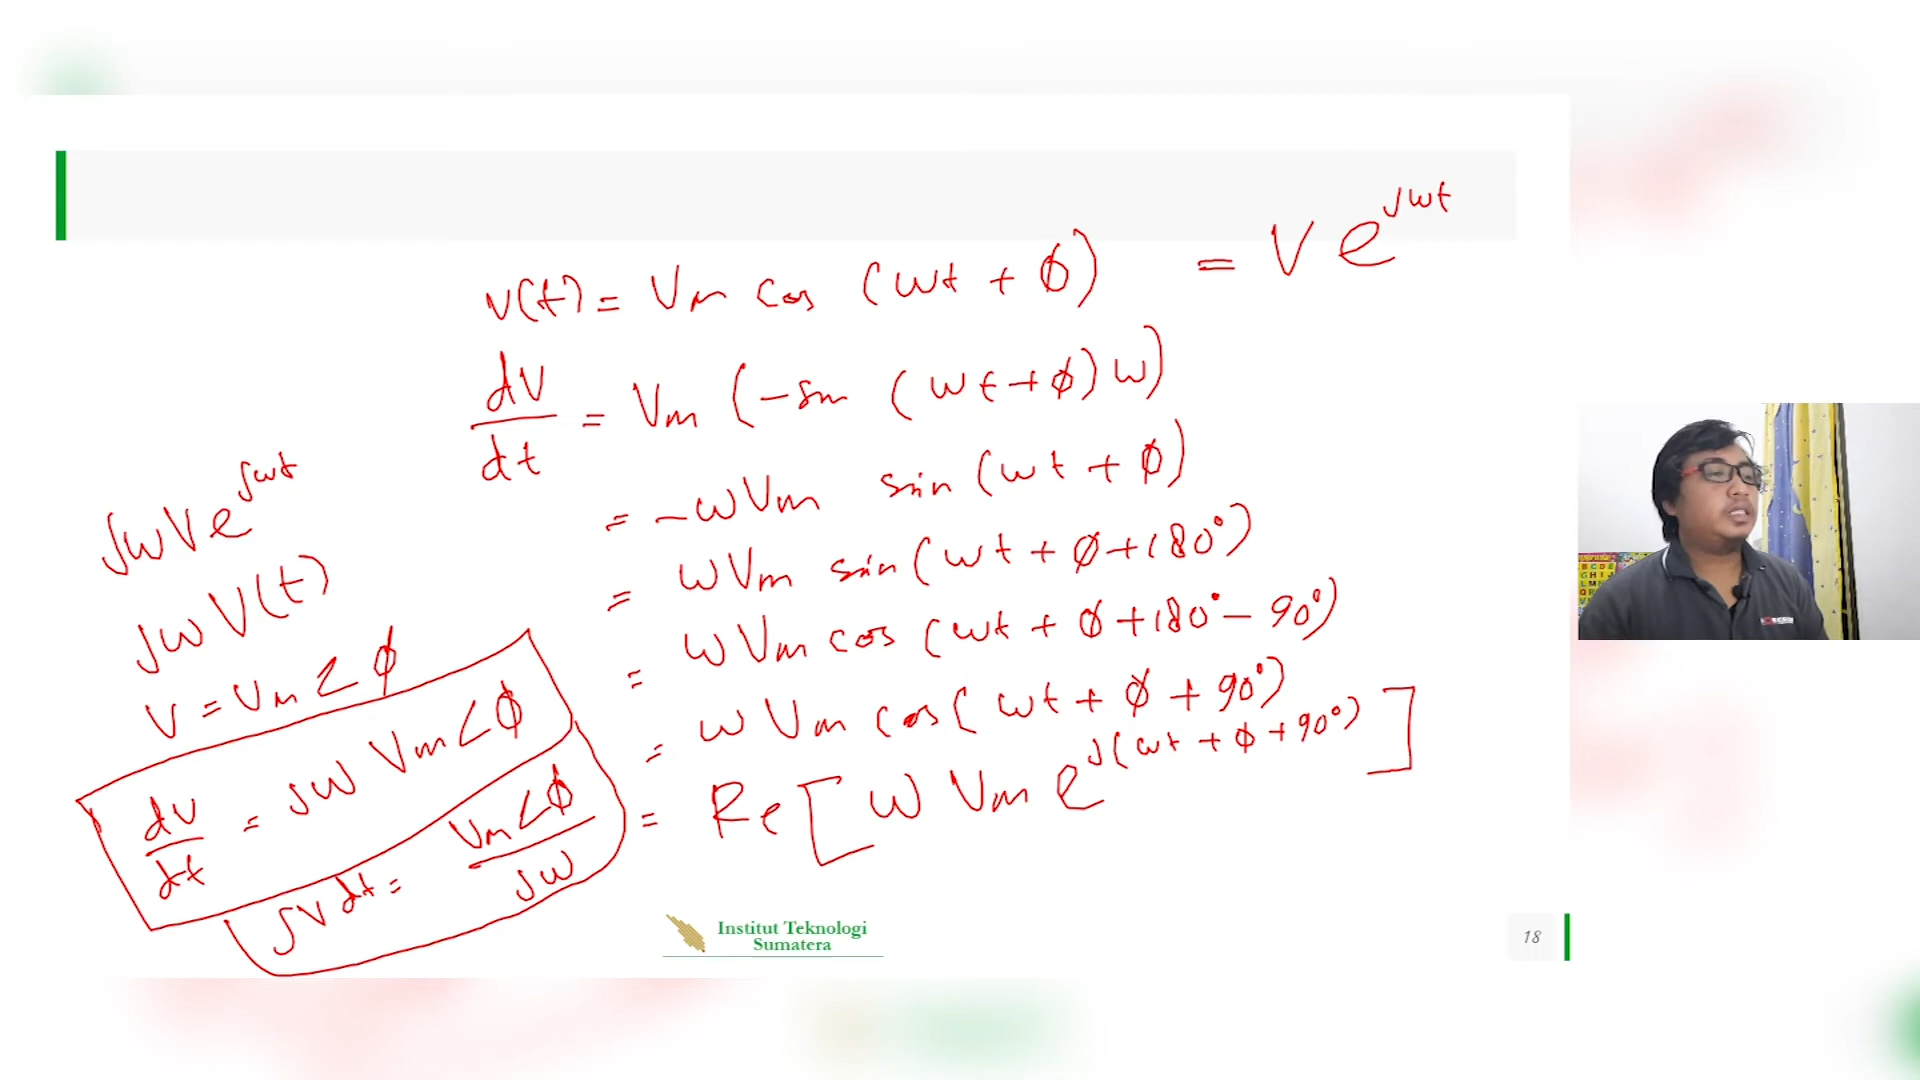 v(t) = Vm cos (ωt + ϕ) = V e^jωt
dv/dt = Vm (-sin (ωt + ϕ) ω)
= -ωVm sin (ωt + ϕ)
= ωVm sin (ωt + ϕ + 180°)
= ωVm cos (ωt + ϕ + 180° - 90°)
= ωVm cos (ωt + ϕ + 90°)
= Re [ω Vm e^j(ωt + ϕ + 90°)]
jωV e^jωt
jωV(t)
V = Vm∠ϕ
dv/dt = jω Vm∠ϕ
∫v dt = Vm∠ϕ/jω
Institut Teknologi
Sumatera
18